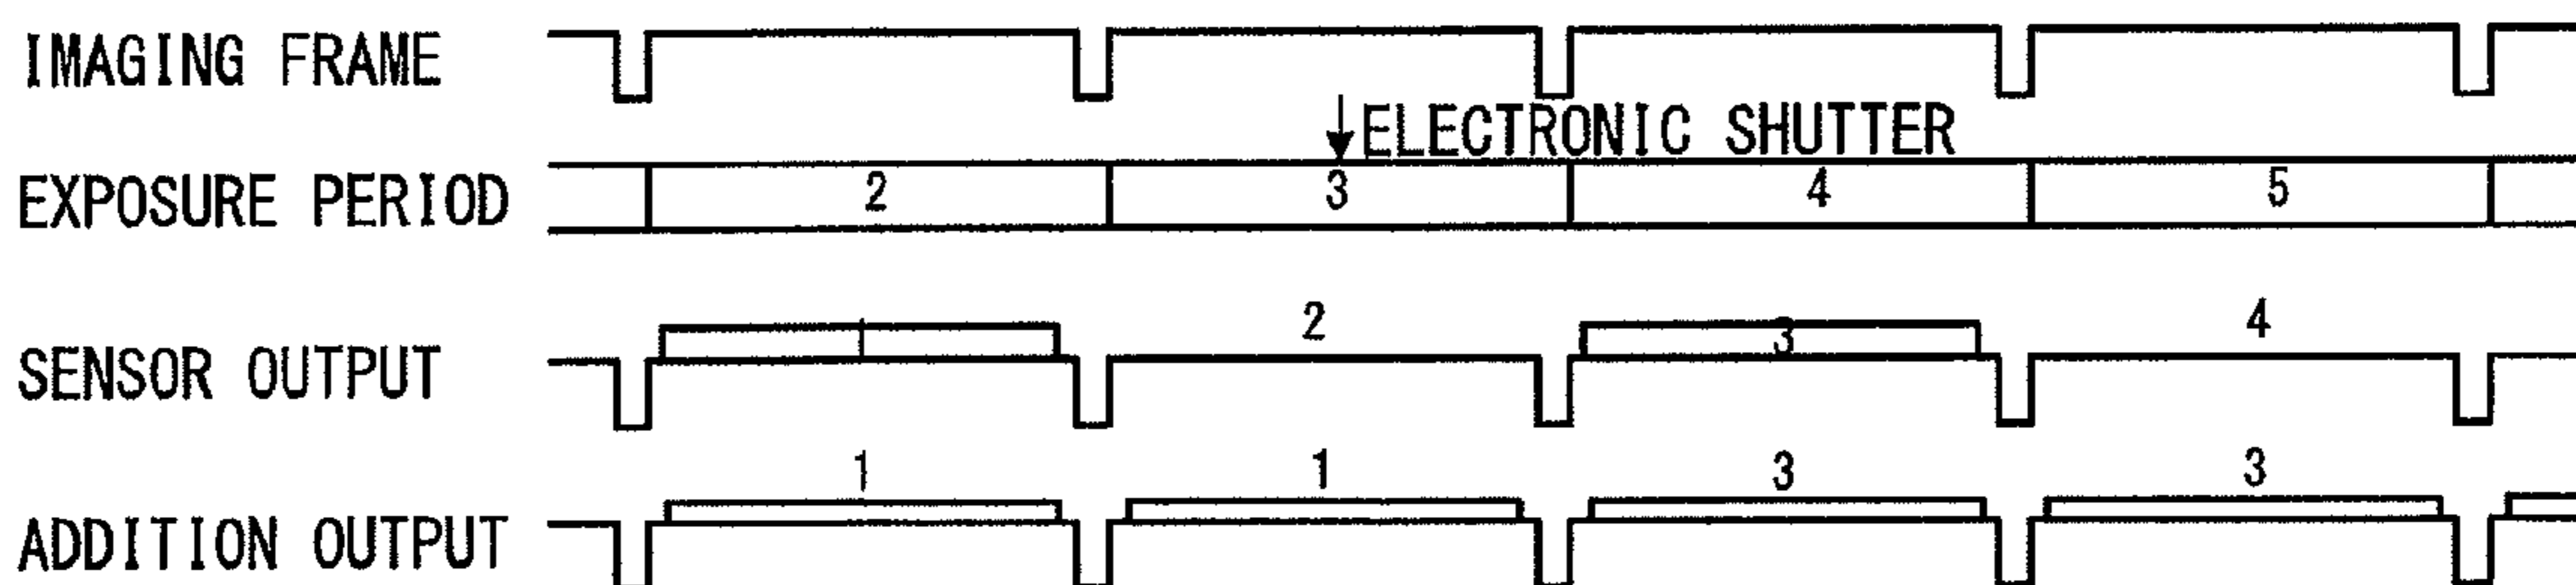 IMAGING FRAME
ELECTRONIC SHUTTER
EXPOSURE PERIOD 2 3 4 5
SENSOR OUTPUT 1 2 3 4
ADDITION OUTPUT 1 1 3 3